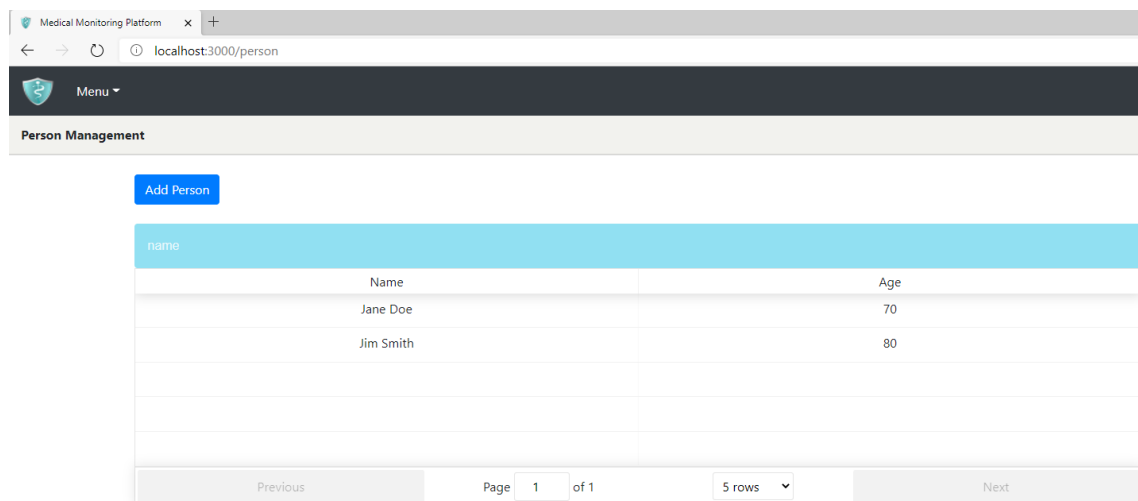 Medical Monitoring Platform
localhost:3000/person
Menu
Person Management
Add Person
name
Name Age
Jane Doe 70
Jim Smith 80
Previous Page 1 of 1 5 rows Next